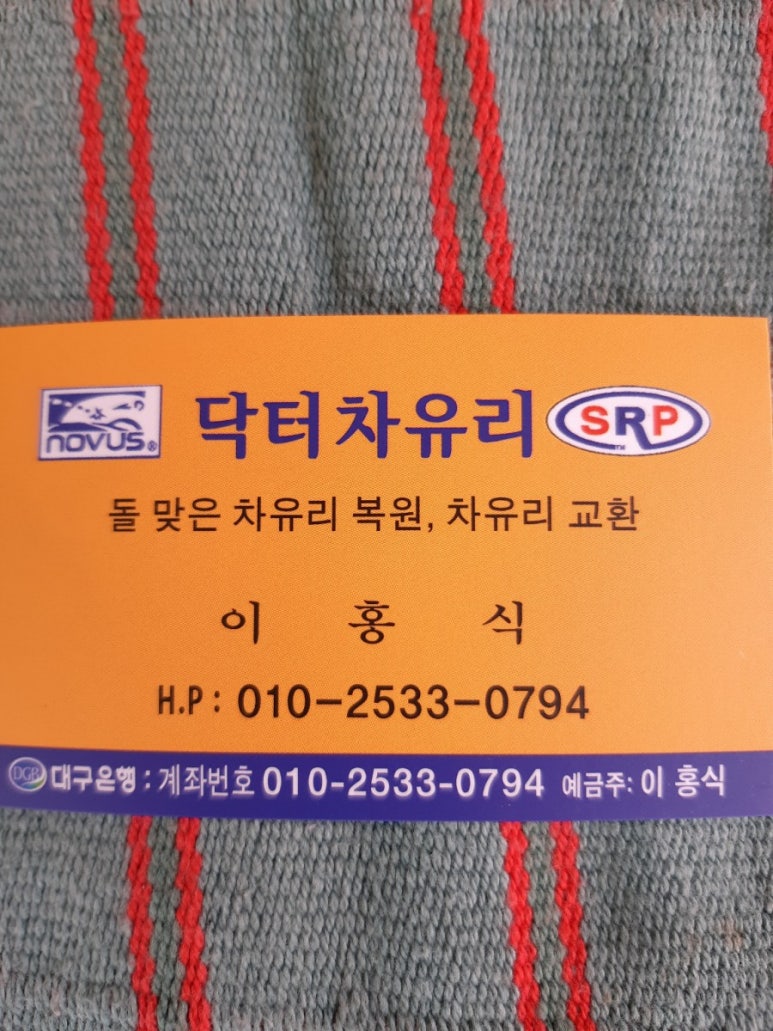 NOVUS® 닥터차유리 SRP
돌 맞은 차유리 복원, 차유리 교환
이 홍 식
H.P : 010-2533-0794
DGB 대구은행 : 계좌번호 010-2533-0794 예금주: 이 홍식